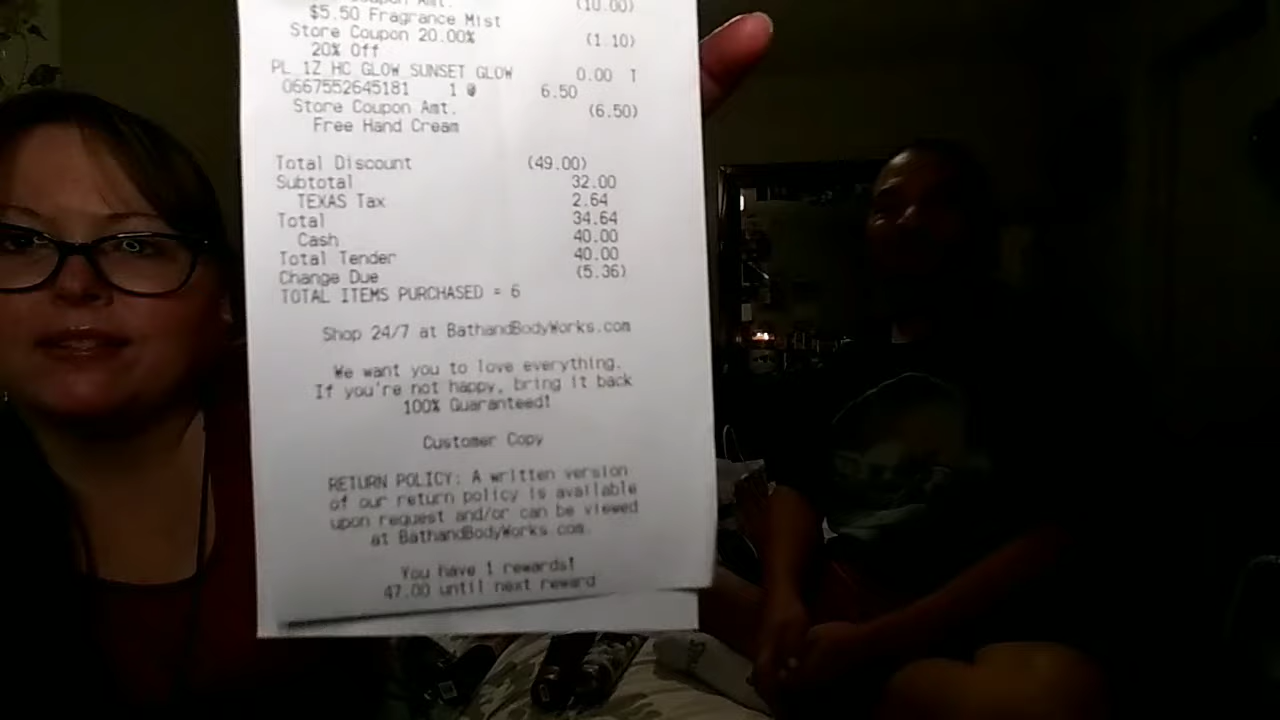 Coupon Amt. (10.00)
$5.50 Fragrance Mist
Store Coupon 20.00% (1.10)
20% Off
PL 1Z HC GLOW SUNSET GLOW 0.00 T
0667552645181 1 @ 6.50
Store Coupon Amt. (6.50)
Free Hand Cream
Total Discount (49.00)
Subtotal 32.00
TEXAS Tax 2.64
Total 34.64
Cash 40.00
Total Tender 40.00
Change Due (5.36)
TOTAL ITEMS PURCHASED = 6
Shop 24/7 at BathandBodyWorks.com
We want you to love everything.
If you're not happy, bring it back
100% Guaranteed!
Customer Copy
RETURN POLICY: A written version
of our return policy is available
upon request and/or can be viewed
at BathandBodyWorks.com.
You have 1 rewards!
47.00 until next reward